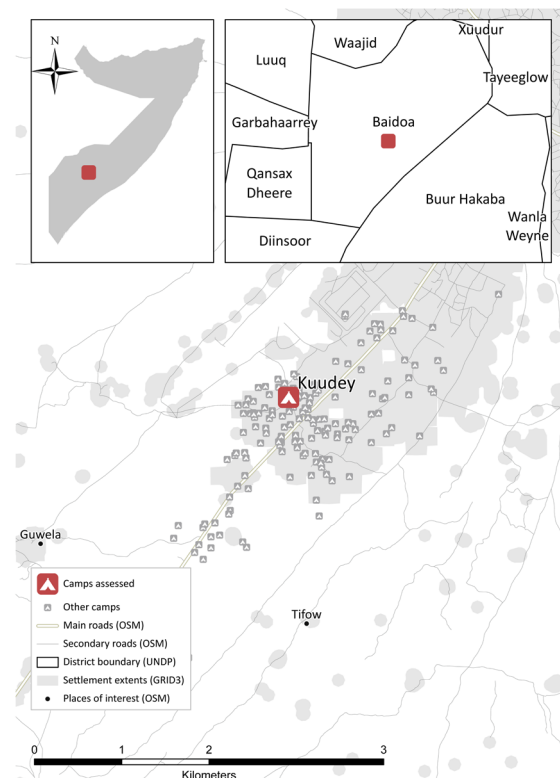 N
Luuq
Waajid
Xuudur
Tayeeglow
Garbahaarrey
Baidoa
Qansax
Dheere
Buur Hakaba
Wanla
Weyne
Diinsoor
Kuudey
Guwela
Tifow
Camps assessed
Other camps
Main roads (OSM)
Secondary roads (OSM)
District boundary (UNDP)
Settlement extents (GRID3)
Places of interest (OSM)
0 1 2 3
Kilometers